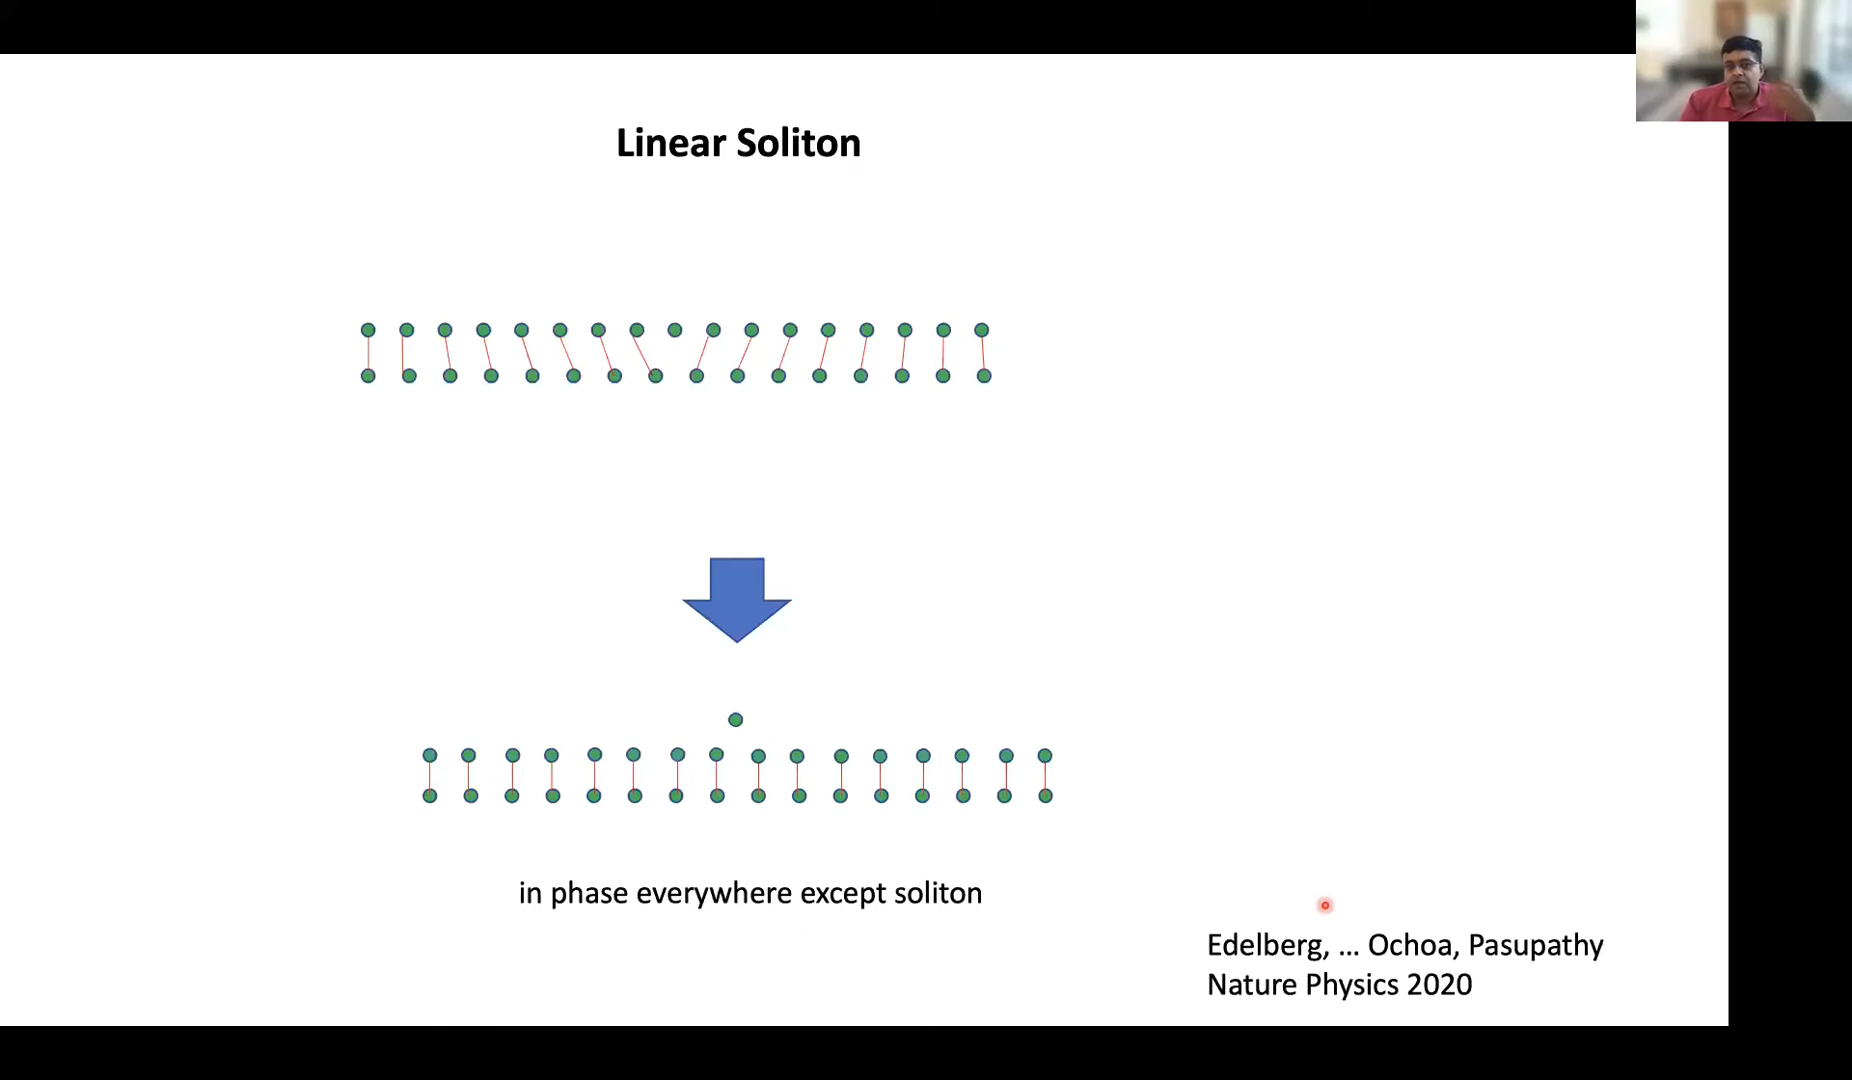 Linear Soliton
in phase everywhere except soliton
Edelberg, ... Ochoa, Pasupathy
Nature Physics 2020